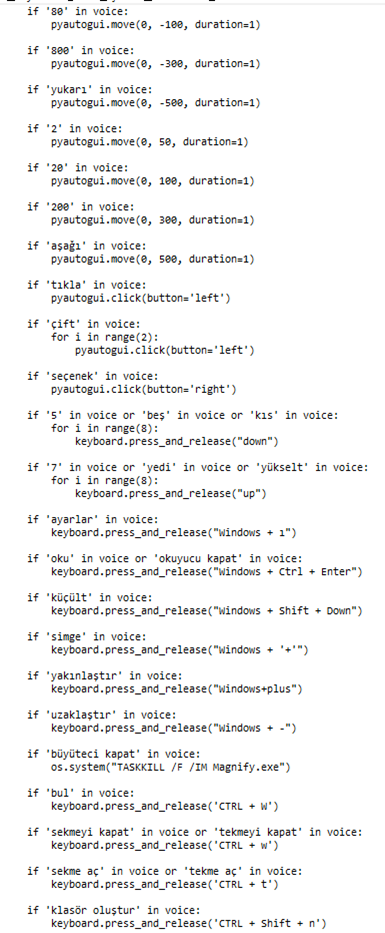 if '80' in voice:
    pyautogui.move(0, -100, duration=1)
if '800' in voice:
    pyautogui.move(0, -300, duration=1)
if 'yukarı' in voice:
    pyautogui.move(0, -500, duration=1)
if '2' in voice:
    pyautogui.move(0, 50, duration=1)
if '20' in voice:
    pyautogui.move(0, 100, duration=1)
if '200' in voice:
    pyautogui.move(0, 300, duration=1)
if 'aşağı' in voice:
    pyautogui.move(0, 500, duration=1)
if 'tıkla' in voice:
    pyautogui.click(button='left')
if 'çift' in voice:
    for i in range(2):
        pyautogui.click(button='left')
if 'seçenek' in voice:
    pyautogui.click(button='right')
if '5' in voice or 'beş' in voice or 'kıs' in voice:
    for i in range(8):
        keyboard.press_and_release("down")
if '7' in voice or 'yedi' in voice or 'yükselt' in voice:
    for i in range(8):
        keyboard.press_and_release("up")
if 'ayarlar' in voice:
    keyboard.press_and_release("Windows + ı")
if 'oku' in voice or 'okuyucu kapat' in voice:
    keyboard.press_and_release("Windows + Ctrl + Enter")
if 'küçült' in voice:
    keyboard.press_and_release("Windows + Shift + Down")
if 'simge' in voice:
    keyboard.press_and_release("Windows + '+'")
if 'yakınlaştır' in voice:
    keyboard.press_and_release("Windows+plus")
if 'uzaklaştır' in voice:
    keyboard.press_and_release("Windows + -")
if 'büyüteci kapat' in voice:
    os.system("TASKKILL /F /IM Magnify.exe")
if 'bul' in voice:
    keyboard.press_and_release('CTRL + W')
if 'sekmeyi kapat' in voice or 'tekmeyi kapat' in voice:
    keyboard.press_and_release('CTRL + w')
if 'sekme aç' in voice or 'tekme aç' in voice:
    keyboard.press_and_release('CTRL + t')
if 'klasör oluştur' in voice:
    keyboard.press_and_release('CTRL + Shift + n')